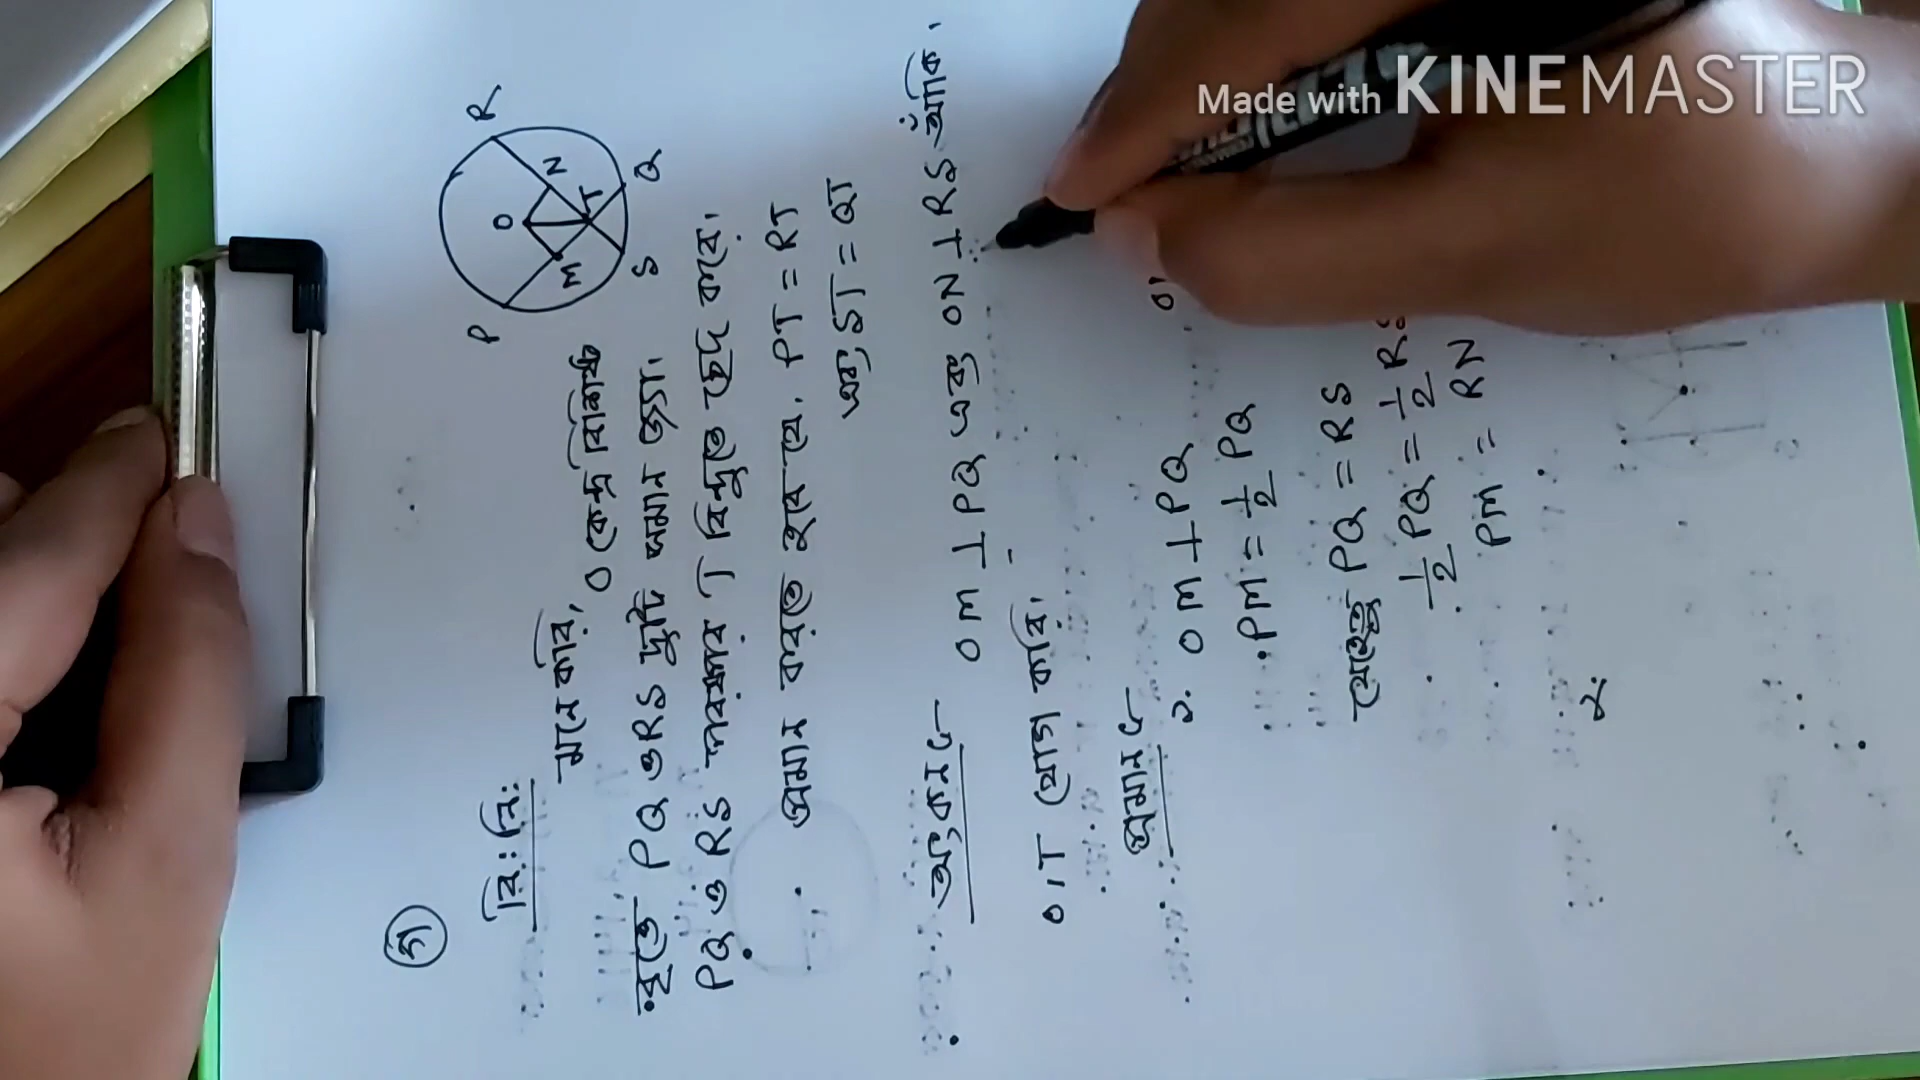 Made with KINEMASTER
গ)
বি: নি:
R
P
O
N
M
T
Q
S
মনে করি, O কেন্দ্র বিশিষ্ট
বৃত্তে PQ ও RS দুটি সমান জ্যা।
PQ ও RS পরস্পর T বিন্দুতে ছেদ করে।
প্রমান করতে হবে যে, PT = RT
এবং ST = QT
অংকন :-
OM ⊥ PQ এবং ON ⊥ RS আঁকি।
O, T যোগ করি।
প্রমান :-
১. OM ⊥ PQ
PM = ½ PQ
যেহেতু PQ = RS
½ PQ = ½ RS
PM = RN
২.